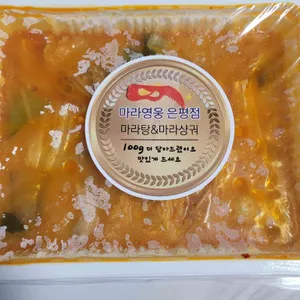 마라영웅 은평점
마라탕&마라샹궈
100g 더 담아드렸어요
맛있게 드세요